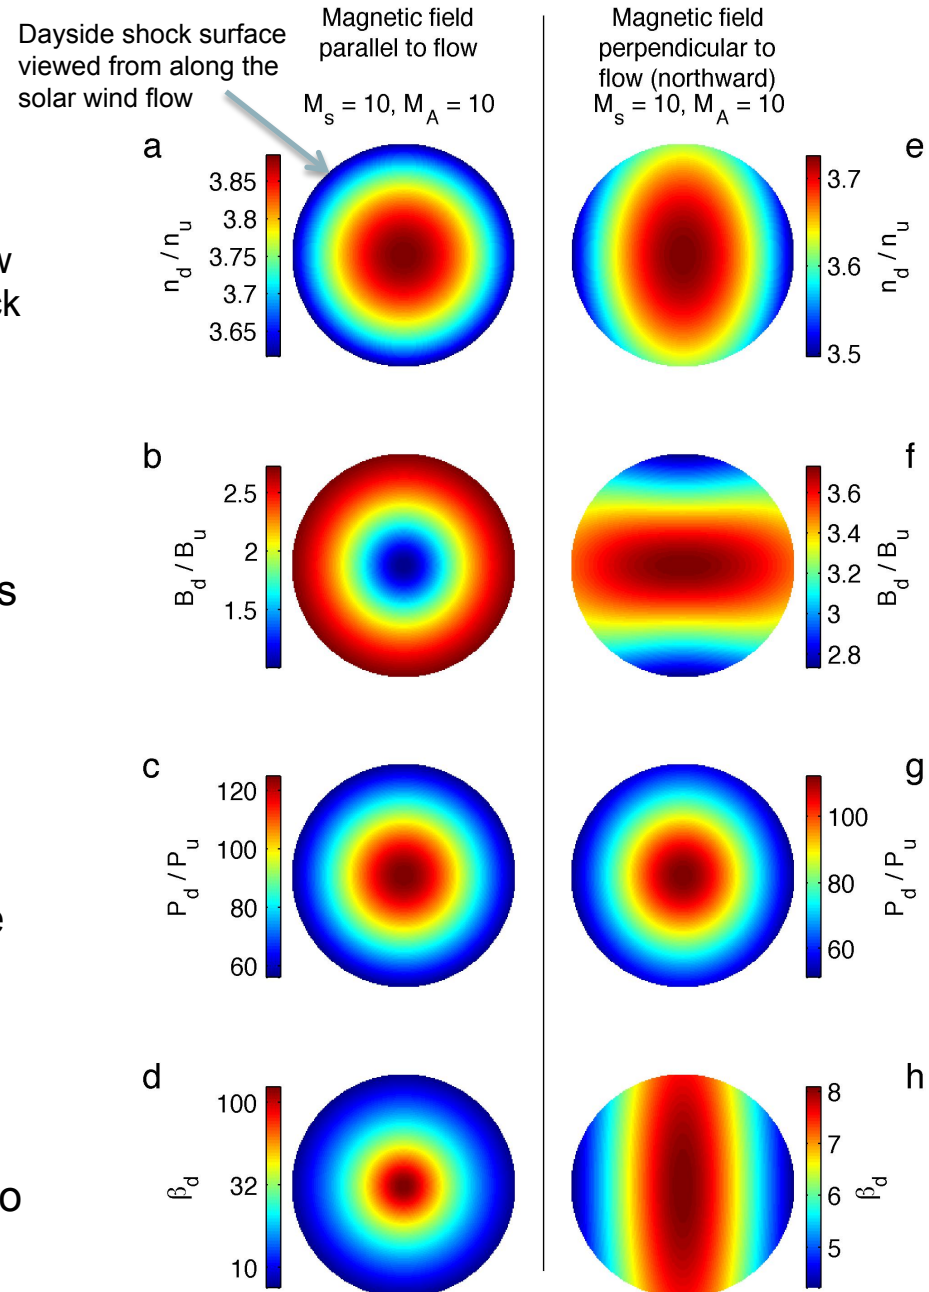 Dayside shock surface
viewed from along the
solar wind flow
Magnetic field
parallel to flow
M_s = 10, M_A = 10
Magnetic field
perpendicular to
flow (northward)
M_s = 10, M_A = 10
a
3.85
3.8
3.75
3.7
3.65
n_d / n_u
e
3.7
3.6
3.5
n_d / n_u
w
ck
b
2.5
2
1.5
B_d / B_u
f
3.6
3.4
3.2
3
2.8
B_d / B_u
s
c
120
100
80
60
P_d / P_u
g
100
80
60
P_d / P_u
e
d
100
32
10
β_d
h
8
7
6
5
β_d
o